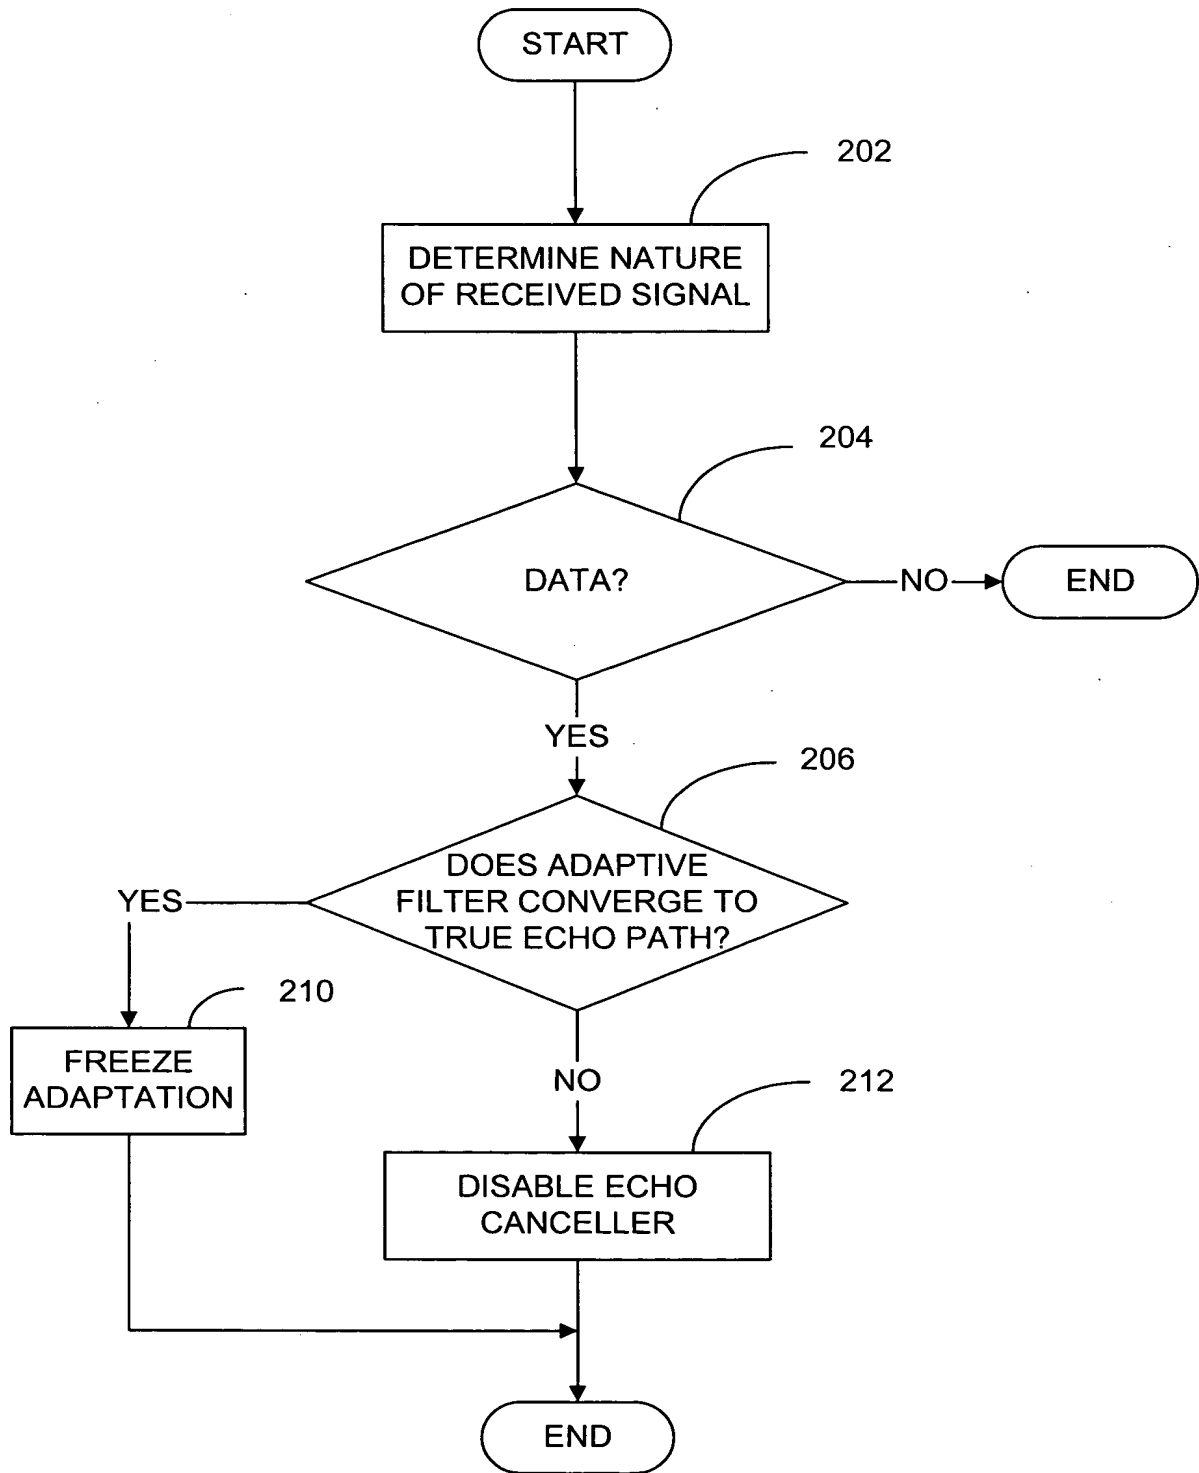 START
202
DETERMINE NATURE
OF RECEIVED SIGNAL
204
DATA?
NO
END
YES
206
DOES ADAPTIVE
FILTER CONVERGE TO
TRUE ECHO PATH?
YES
210
FREEZE
ADAPTATION
NO
212
DISABLE ECHO
CANCELLER
END